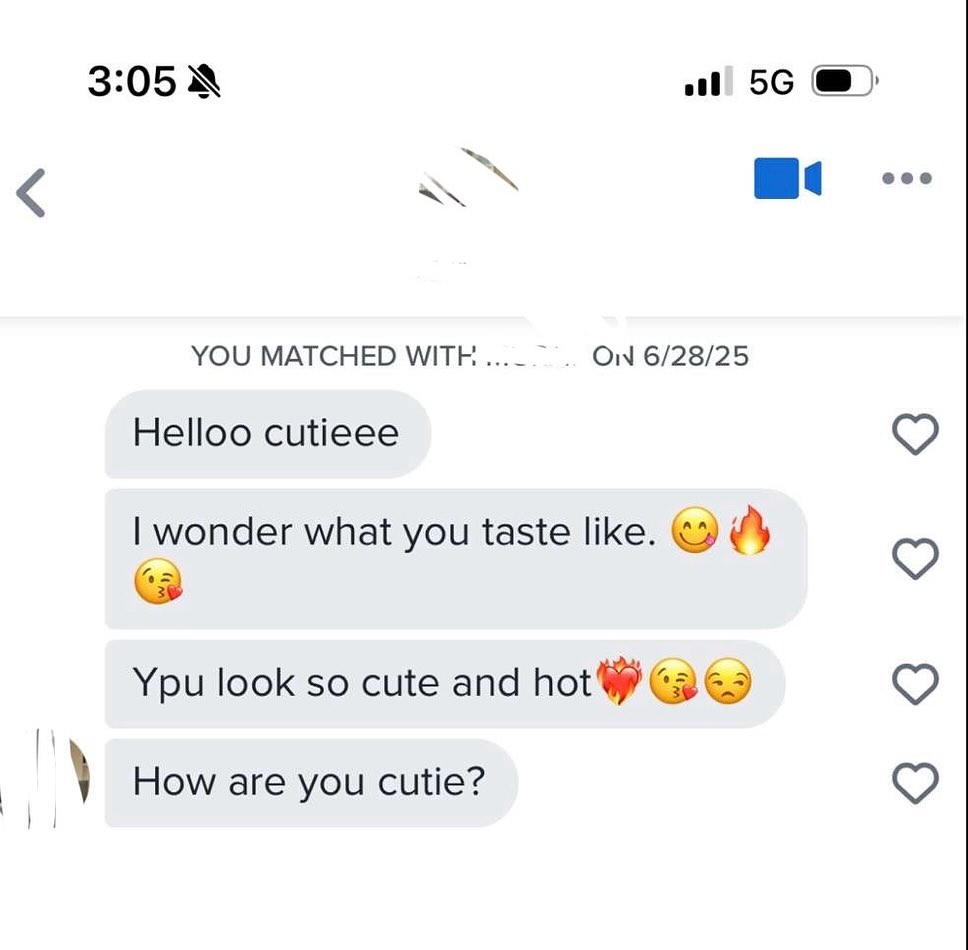 3:05
5G
YOU MATCHED WITH ON 6/28/25
Helloo cutieee
I wonder what you taste like. 😋🔥
😘
Ypu look so cute and hot❤️‍🔥😘😒
How are you cutie?